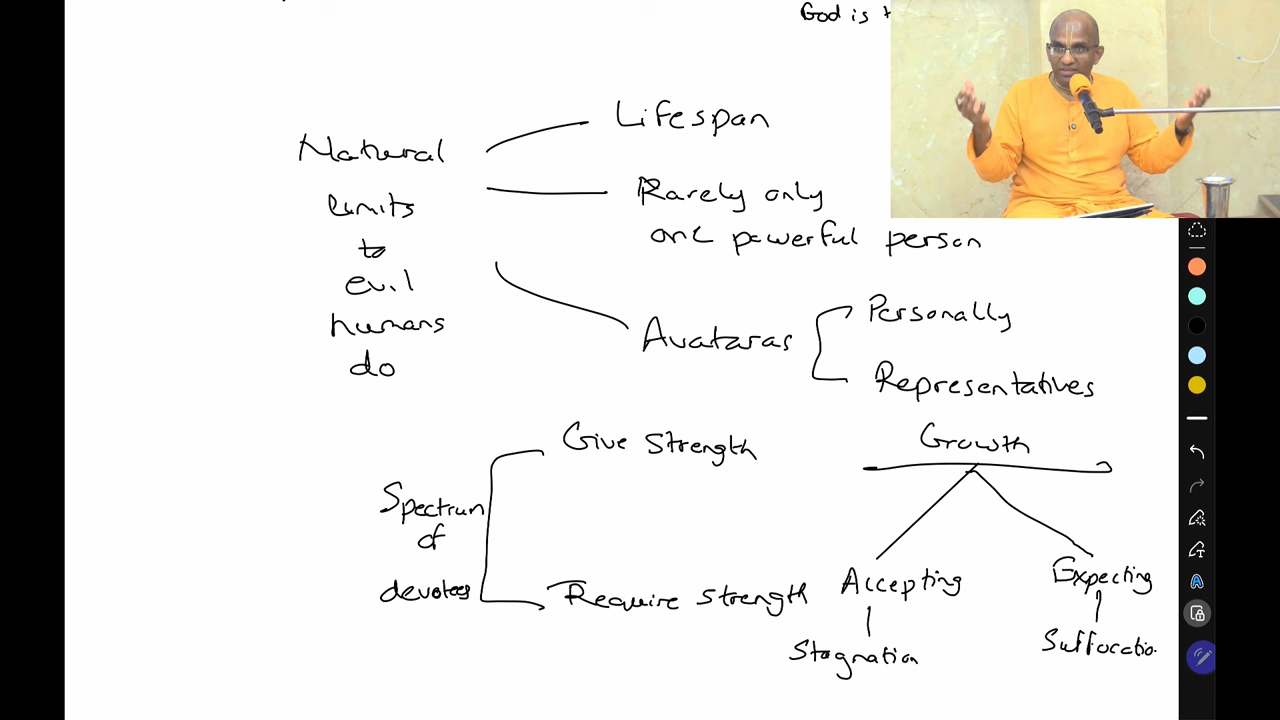 God is
Natural
limits
to
evil
humans
do
Lifespan
Rarely only
one powerful person
Avataras
Personally
Representatives
Spectrum
of
devotees
Give strength
Require strength
Growth
Accepting
Stagnation
Expecting
Suffocatio